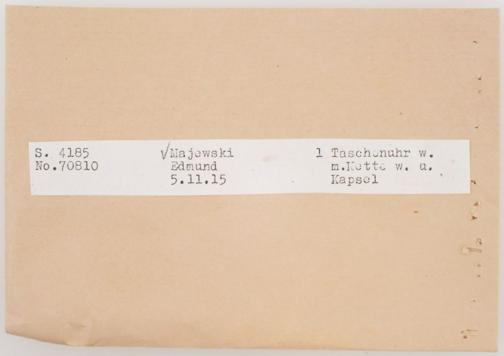 S. 4185 √Majewski 1 Taschenuhr w.
No.70810 Edmund m.Kette w. u.
5.11.15 Kapsel